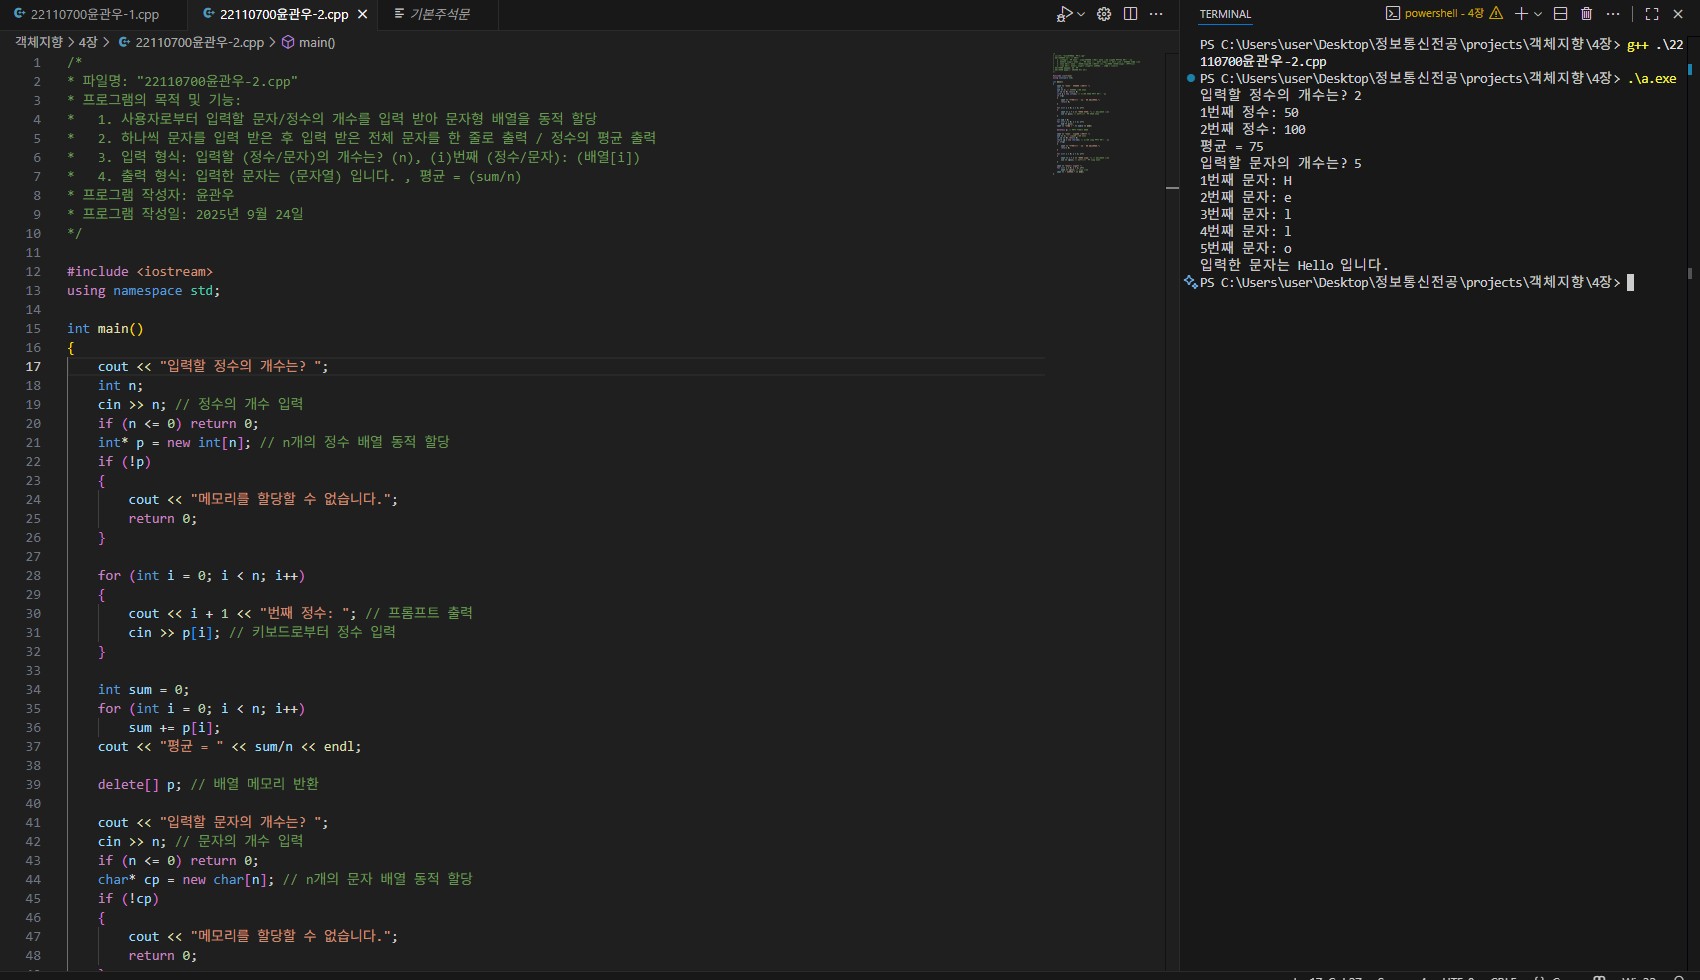 22110700윤관우-1.cpp
22110700윤관우-2.cpp
기본주석문
객체지향 > 4장 > 22110700윤관우-2.cpp > main()
1 /*
2 * 파일명: "22110700윤관우-2.cpp"
3 * 프로그램의 목적 및 기능:
4 *   1. 사용자로부터 입력할 문자/정수의 개수를 입력 받아 문자형 배열을 동적 할당
5 *   2. 하나씩 문자를 입력 받은 후 입력 받은 전체 문자를 한 줄로 출력 / 정수의 평균 출력
6 *   3. 입력 형식: 입력할 (정수/문자)의 개수는? (n), (i)번째 (정수/문자): (배열[i])
7 *   4. 출력 형식: 입력한 문자는 (문자열) 입니다. , 평균 = (sum/n)
8 * 프로그램 작성자: 윤관우
9 * 프로그램 작성일: 2025년 9월 24일
10 */
11
12 #include <iostream>
13 using namespace std;
14
15 int main()
16 {
17     cout << "입력할 정수의 개수는? ";
18     int n;
19     cin >> n; // 정수의 개수 입력
20     if (n <= 0) return 0;
21     int* p = new int[n]; // n개의 정수 배열 동적 할당
22     if (!p)
23     {
24         cout << "메모리를 할당할 수 없습니다.";
25         return 0;
26     }
27
28     for (int i = 0; i < n; i++)
29     {
30         cout << i + 1 << "번째 정수: "; // 프롬프트 출력
31         cin >> p[i]; // 키보드로부터 정수 입력
32     }
33
34     int sum = 0;
35     for (int i = 0; i < n; i++)
36         sum += p[i];
37     cout << "평균 = " << sum/n << endl;
38
39     delete[] p; // 배열 메모리 반환
40
41     cout << "입력할 문자의 개수는? ";
42     cin >> n; // 문자의 개수 입력
43     if (n <= 0) return 0;
44     char* cp = new char[n]; // n개의 문자 배열 동적 할당
45     if (!cp)
46     {
47         cout << "메모리를 할당할 수 없습니다.";
48         return 0;
TERMINAL
powershell - 4장
PS C:\Users\user\Desktop\정보통신전공\projects\객체지향\4장> g++ .\22
110700윤관우-2.cpp
PS C:\Users\user\Desktop\정보통신전공\projects\객체지향\4장> .\a.exe
입력할 정수의 개수는? 2
1번째 정수: 50
2번째 정수: 100
평균 = 75
입력할 문자의 개수는? 5
1번째 문자: H
2번째 문자: e
3번째 문자: l
4번째 문자: l
5번째 문자: o
입력한 문자는 Hello 입니다.
PS C:\Users\user\Desktop\정보통신전공\projects\객체지향\4장>